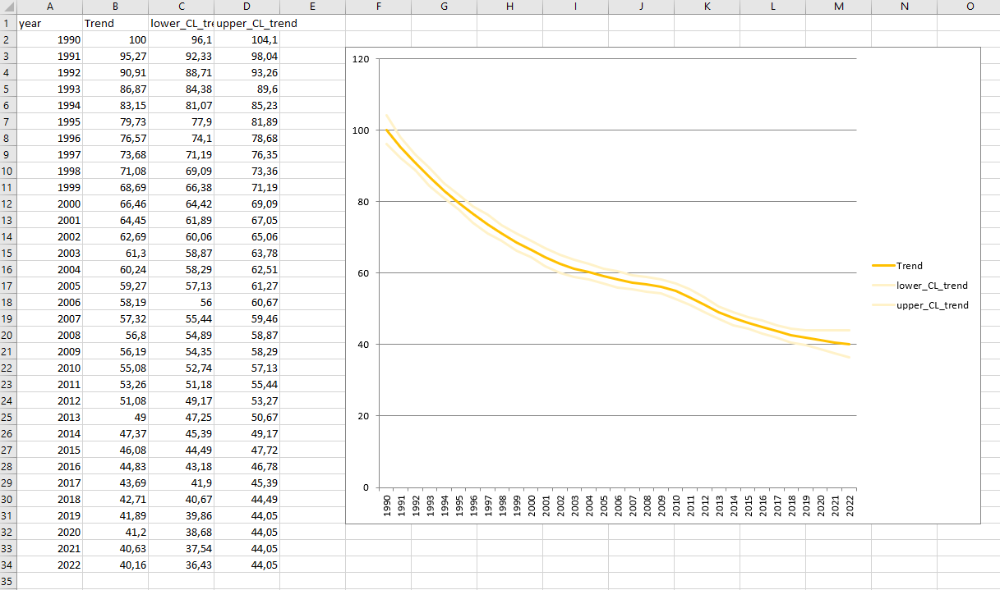 A B C D E F G H I J K L M N O
1 year Trend lower_CL_tre upper_CL_trend
2 1990 100 96,1 104,1
3 1991 95,27 92,33 98,04
4 1992 90,91 88,71 93,26
5 1993 86,87 84,38 89,6
6 1994 83,15 81,07 85,23
7 1995 79,73 77,9 81,89
8 1996 76,57 74,1 78,68
9 1997 73,68 71,19 76,35
10 1998 71,08 69,09 73,36
11 1999 68,69 66,38 71,19
12 2000 66,46 64,42 69,09
13 2001 64,45 61,89 67,05
14 2002 62,69 60,06 65,06
15 2003 61,3 58,87 63,78
16 2004 60,24 58,29 62,51
17 2005 59,27 57,13 61,27
18 2006 58,19 56 60,67
19 2007 57,32 55,44 59,46
20 2008 56,8 54,89 58,87
21 2009 56,19 54,35 58,29
22 2010 55,08 52,74 57,13
23 2011 53,26 51,18 55,44
24 2012 51,08 49,17 53,27
25 2013 49 47,25 50,67
26 2014 47,37 45,39 49,17
27 2015 46,08 44,49 47,72
28 2016 44,83 43,18 46,78
29 2017 43,69 41,9 45,39
30 2018 42,71 40,67 44,49
31 2019 41,89 39,86 44,05
32 2020 41,2 38,68 44,05
33 2021 40,63 37,54 44,05
34 2022 40,16 36,43 44,05
35
120
100
80
60
40
20
0
1990 1991 1992 1993 1994 1995 1996 1997 1998 1999 2000 2001 2002 2003 2004 2005 2006 2007 2008 2009 2010 2011 2012 2013 2014 2015 2016 2017 2018 2019 2020 2021 2022
Trend
lower_CL_trend
upper_CL_trend